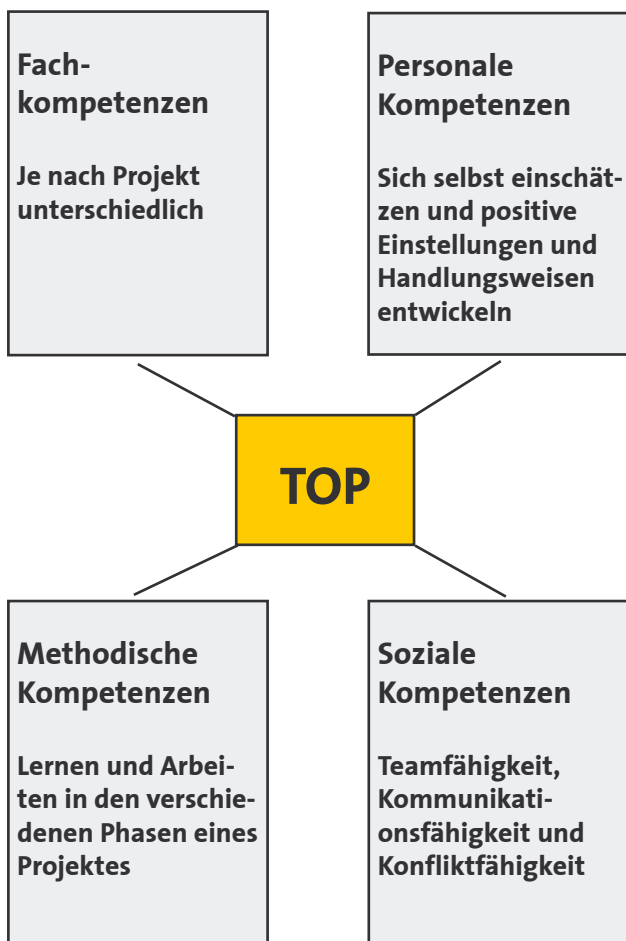 Fach-
kompetenzen
Je nach Projekt
unterschiedlich
Personale
Kompetenzen
Sich selbst einschät-
zen und positive
Einstellungen und
Handlungsweisen
entwickeln
TOP
Methodische
Kompetenzen
Lernen und Arbei-
ten in den verschie-
denen Phasen eines
Projektes
Soziale
Kompetenzen
Teamfähigkeit,
Kommunikati-
onsfähigkeit und
Konfliktfähigkeit